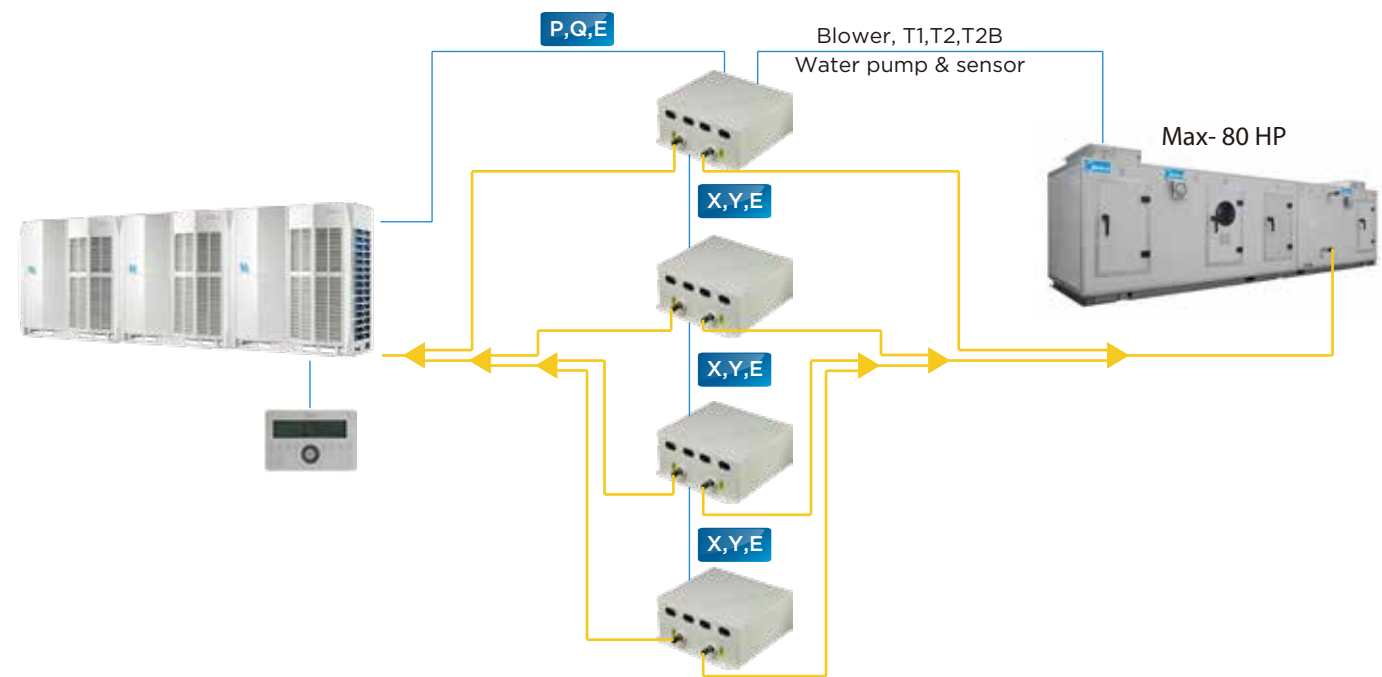 P,Q,E
Blower, T1,T2,T2B
Water pump & sensor
Max- 80 HP
X,Y,E
X,Y,E
X,Y,E